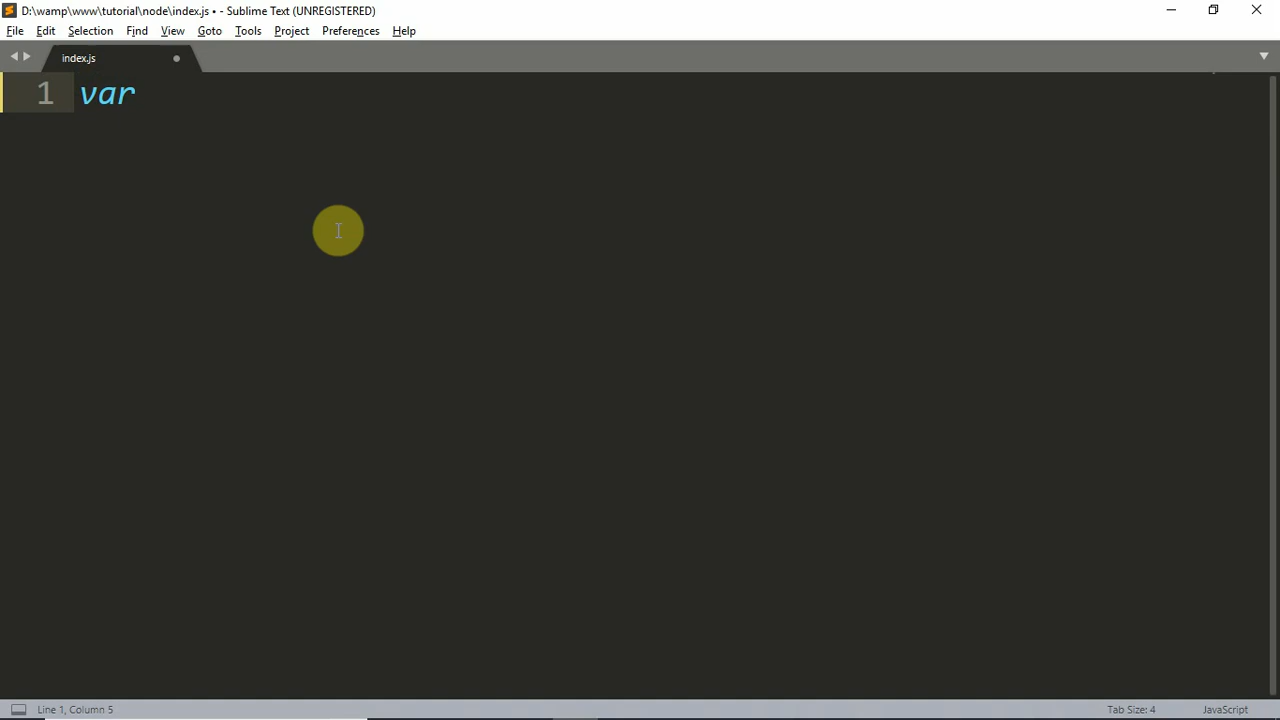 D:\wamp\www\tutorial\node\index.js • - Sublime Text (UNREGISTERED)
File Edit Selection Find View Goto Tools Project Preferences Help
index.js
1 var
Line 1, Column 5 Tab Size: 4 JavaScript